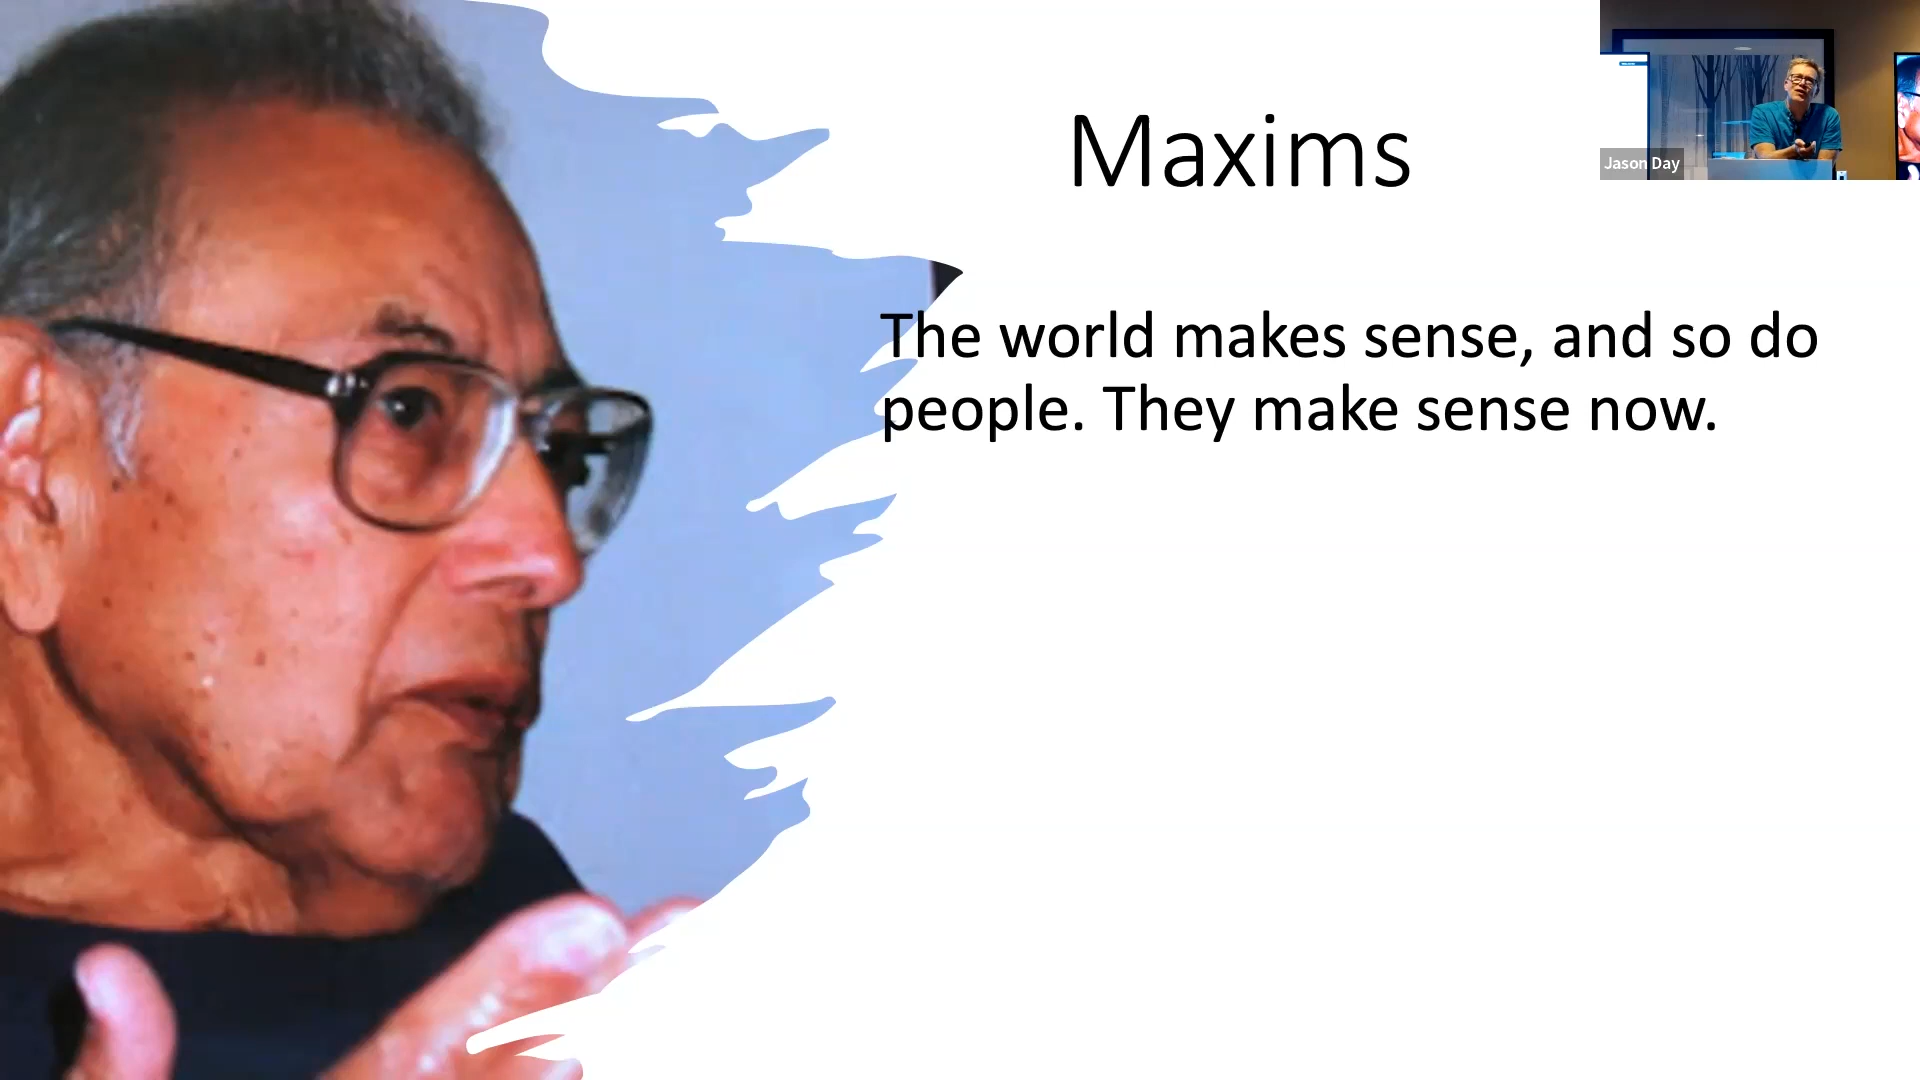 Maxims
Jason Day
The world makes sense, and so do
people. They make sense now.